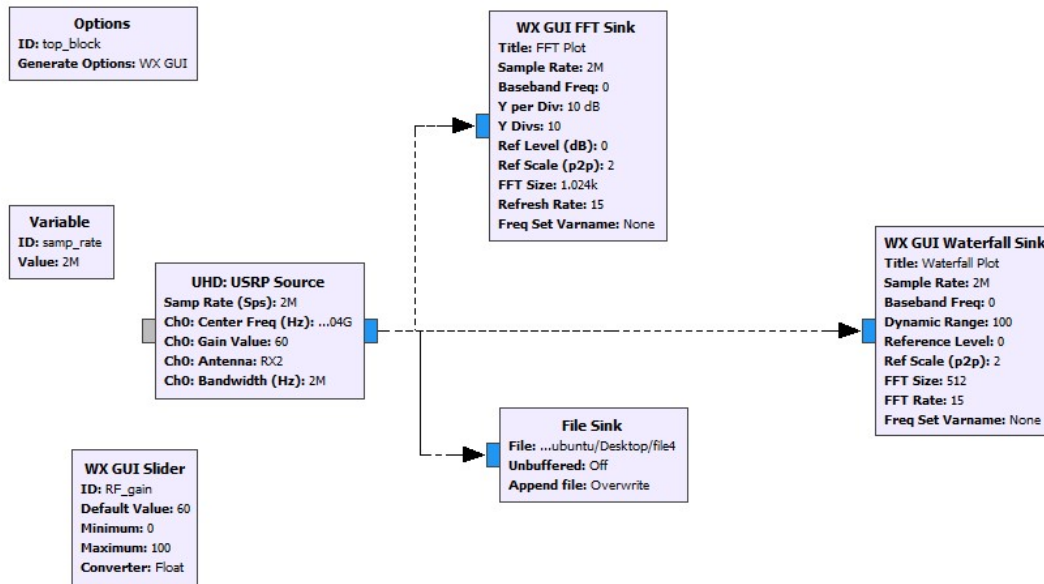 Options
ID: top_block
Generate Options: WX GUI
WX GUI FFT Sink
Title: FFT Plot
Sample Rate: 2M
Baseband Freq: 0
Y per Div: 10 dB
Y Divs: 10
Ref Level (dB): 0
Ref Scale (p2p): 2
FFT Size: 1.024k
Refresh Rate: 15
Freq Set Varname: None
Variable
ID: samp_rate
Value: 2M
UHD: USRP Source
Samp Rate (Sps): 2M
Ch0: Center Freq (Hz): ...04G
Ch0: Gain Value: 60
Ch0: Antenna: RX2
Ch0: Bandwidth (Hz): 2M
WX GUI Waterfall Sink
Title: Waterfall Plot
Sample Rate: 2M
Baseband Freq: 0
Dynamic Range: 100
Reference Level: 0
Ref Scale (p2p): 2
FFT Size: 512
FFT Rate: 15
Freq Set Varname: None
File Sink
File: ...ubuntu/Desktop/file4
Unbuffered: Off
Append file: Overwrite
WX GUI Slider
ID: RF_gain
Default Value: 60
Minimum: 0
Maximum: 100
Converter: Float